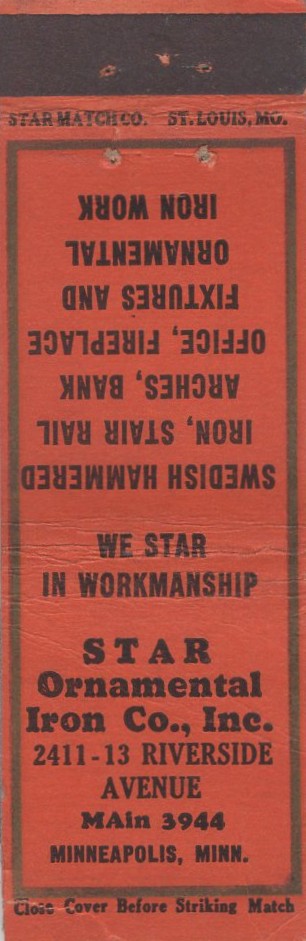 STAR MATCH CO. ST. LOUIS, MO.
SWEDISH HAMMERED
IRON, STAIR RAIL
ARCHES, BANK
OFFICE, FIREPLACE
FIXTURES AND
ORNAMENTAL
IRON WORK
WE STAR
IN WORKMANSHIP
STAR
Ornamental
Iron Co., Inc.
2411-13 RIVERSIDE
AVENUE
MAin 3944
MINNEAPOLIS, MINN.
Close Cover Before Striking Match